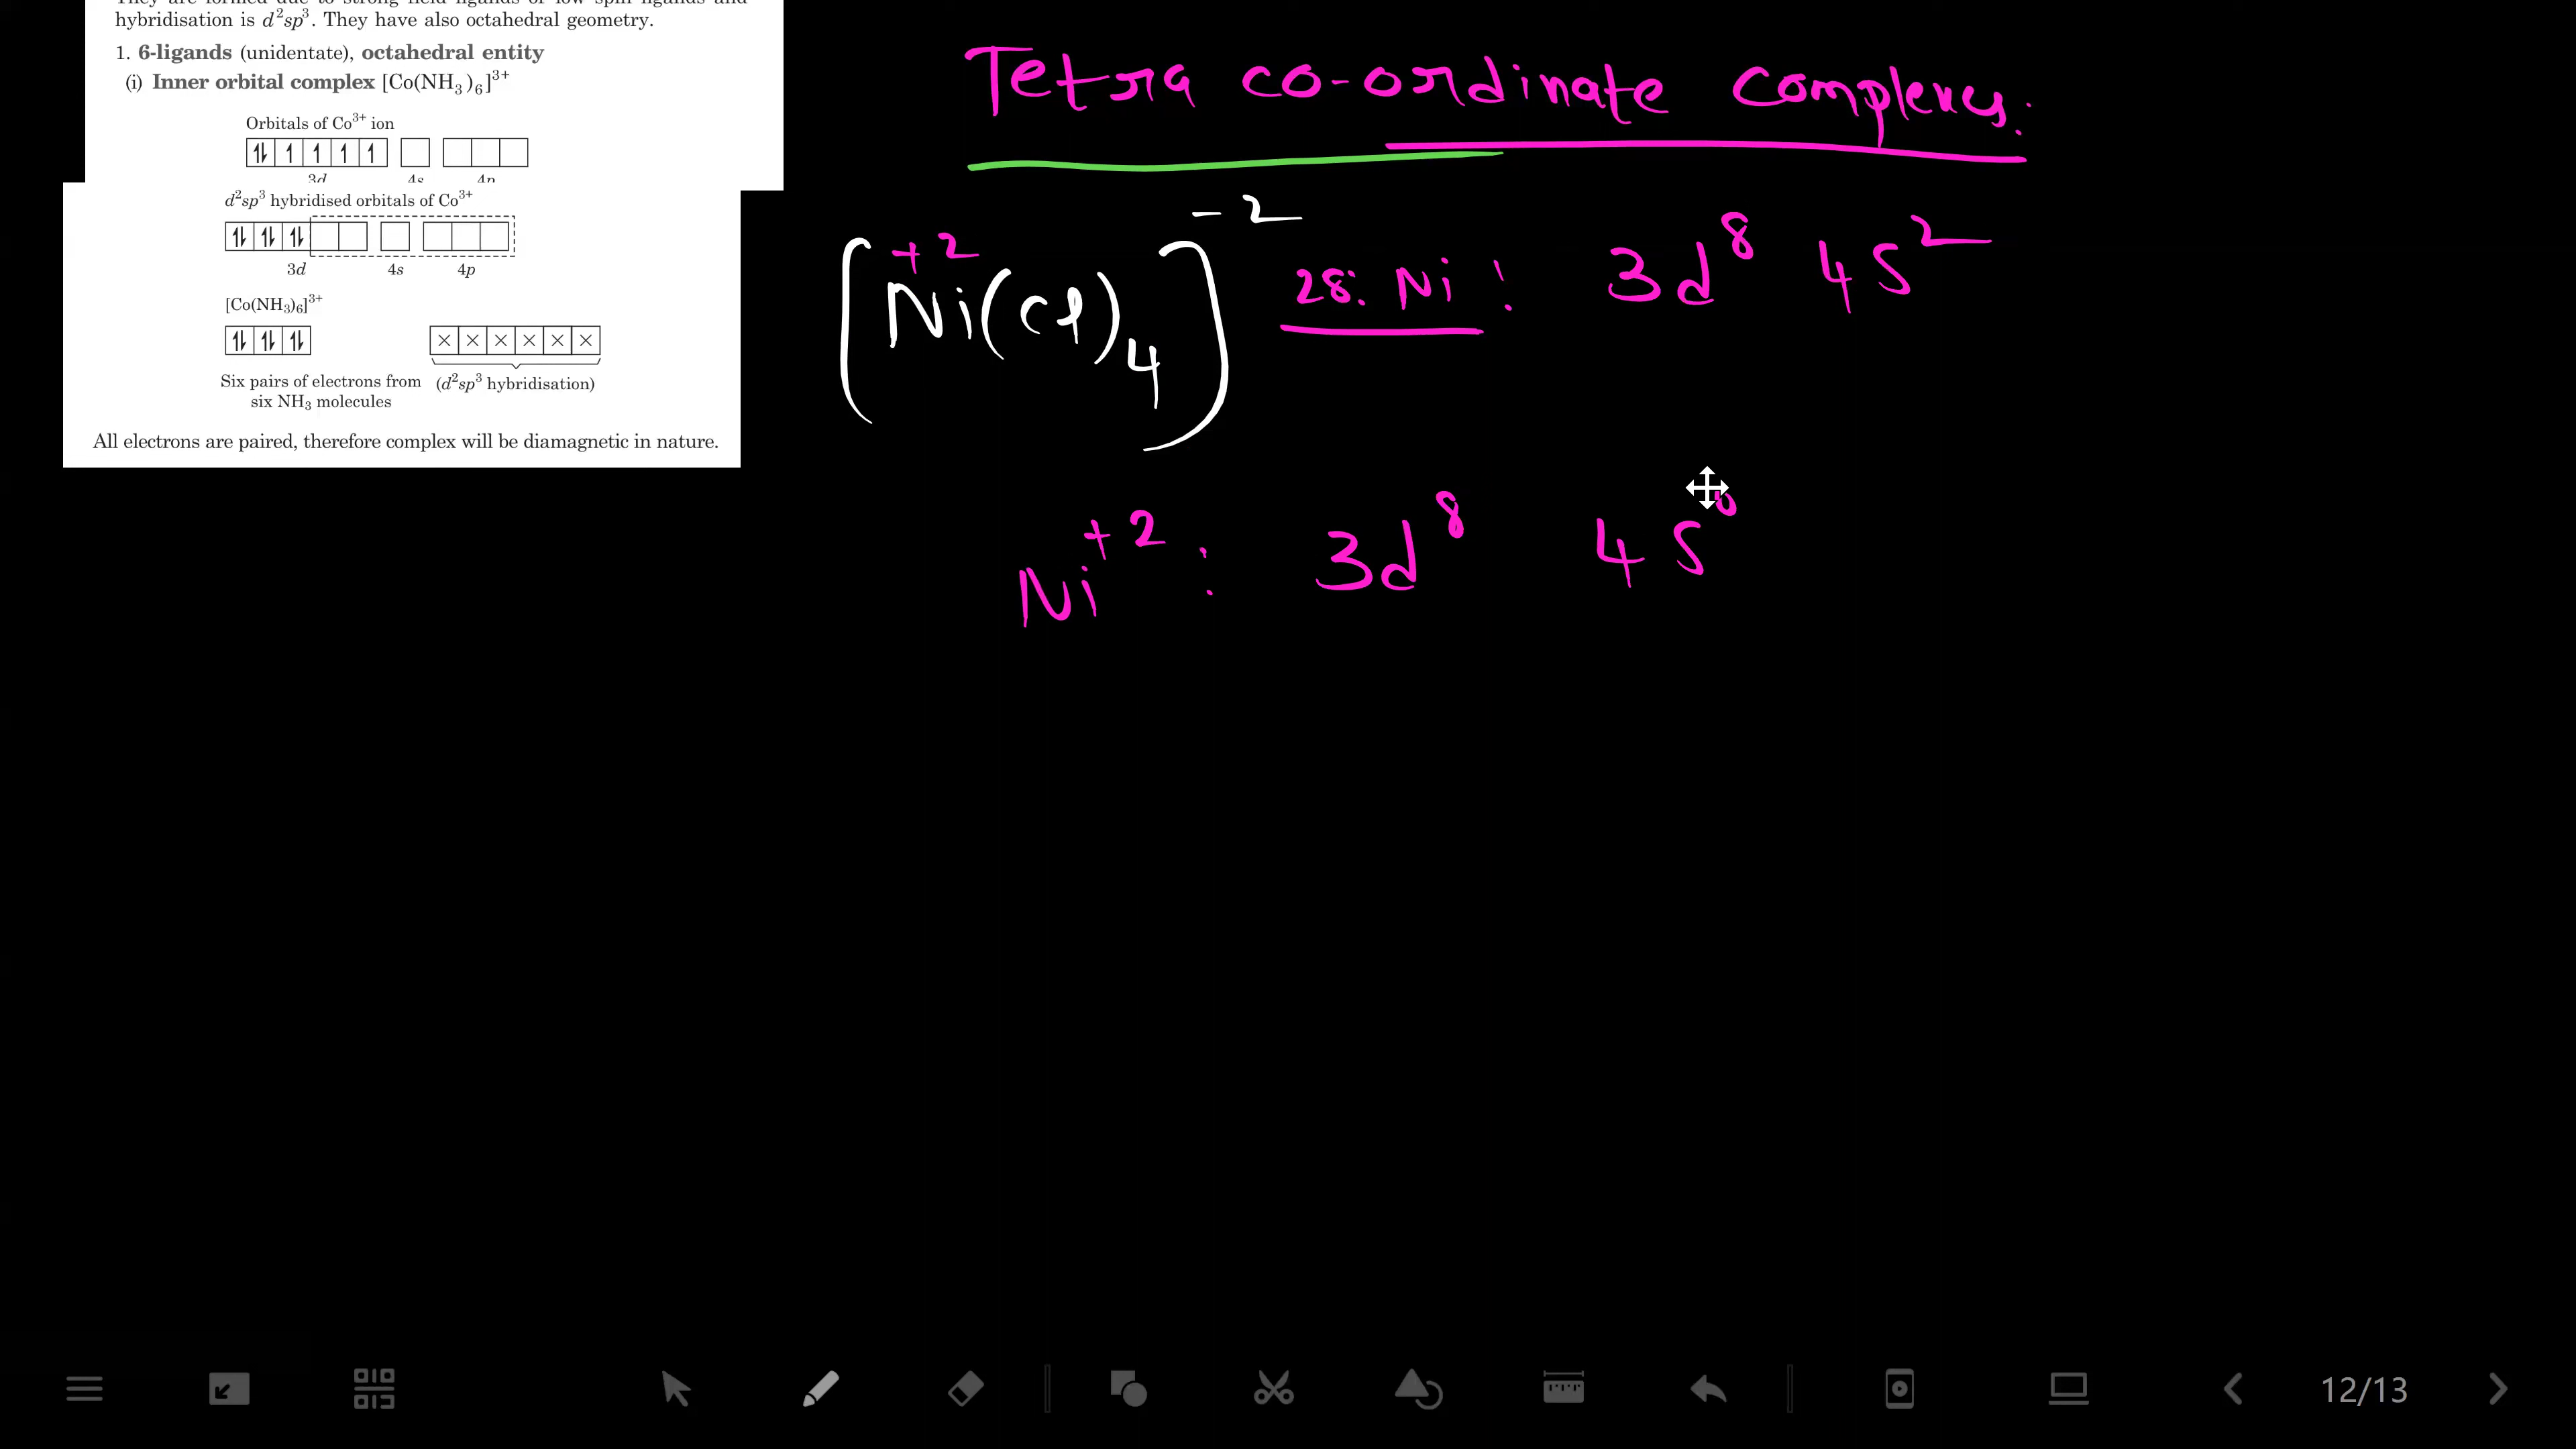 hybridisation is d²sp³. They have also octahedral geometry.
1. 6-ligands (unidentate), octahedral entity
(i) Inner orbital complex [Co(NH₃)₆]³⁺
Orbitals of Co³⁺ ion
3d 4s 4p
d²sp³ hybridised orbitals of Co³⁺
3d 4s 4p
[Co(NH₃)₆]³⁺
× × × × × ×
Six pairs of electrons from (d²sp³ hybridisation)
six NH₃ molecules
All electrons are paired, therefore complex will be diamagnetic in nature.
Tetra co-ordinate complexes.
[Ni(Cl)₄]⁻² 28: Ni : 3d⁸ 4s²
+2
Ni⁺² : 3d⁸ 4s⁰
12/13